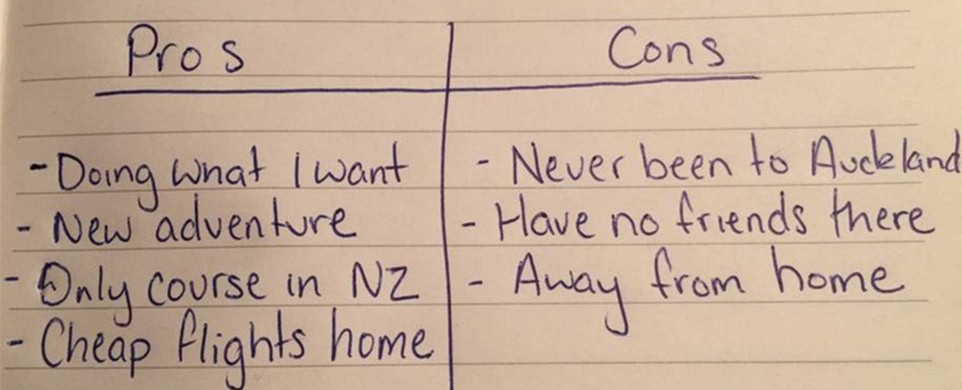 Pros
Cons
- Doing what I want
- New adventure
- Only course in NZ
- Cheap flights home
- Never been to Auckland
- Have no friends there
- Away from home